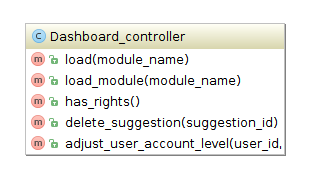 C Dashboard_controller
m load(module_name)
m load_module(module_name)
m has_rights()
m delete_suggestion(suggestion_id)
m adjust_user_account_level(user_id,